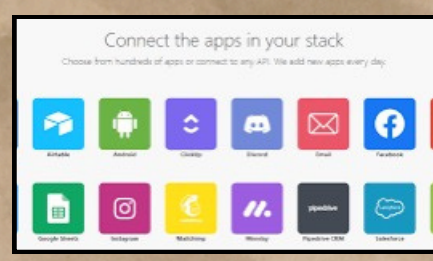 Connect the apps in your stack
Choose from hundreds of apps or connect to any API. We add new apps every day.
Airtable Android ClickUp Discord Email Facebook
pipedrive
Google Sheets Instagram Mailchimp Monday Pipedrive CRM Salesforce